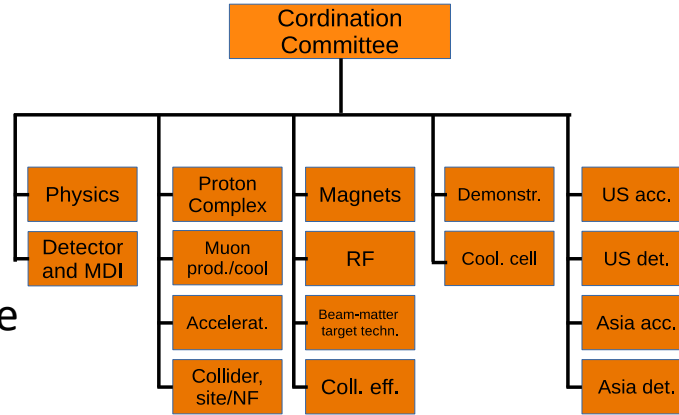 Cordination
Committee
Physics
Detector
and MDI
Proton
Complex
Muon
prod./cool
Accelerat.
Collider,
site/NF
Magnets
RF
Beam-matter
target techn.
Coll. eff.
Demonstr.
Cool. cell
US acc.
US det.
Asia acc.
Asia det.
e